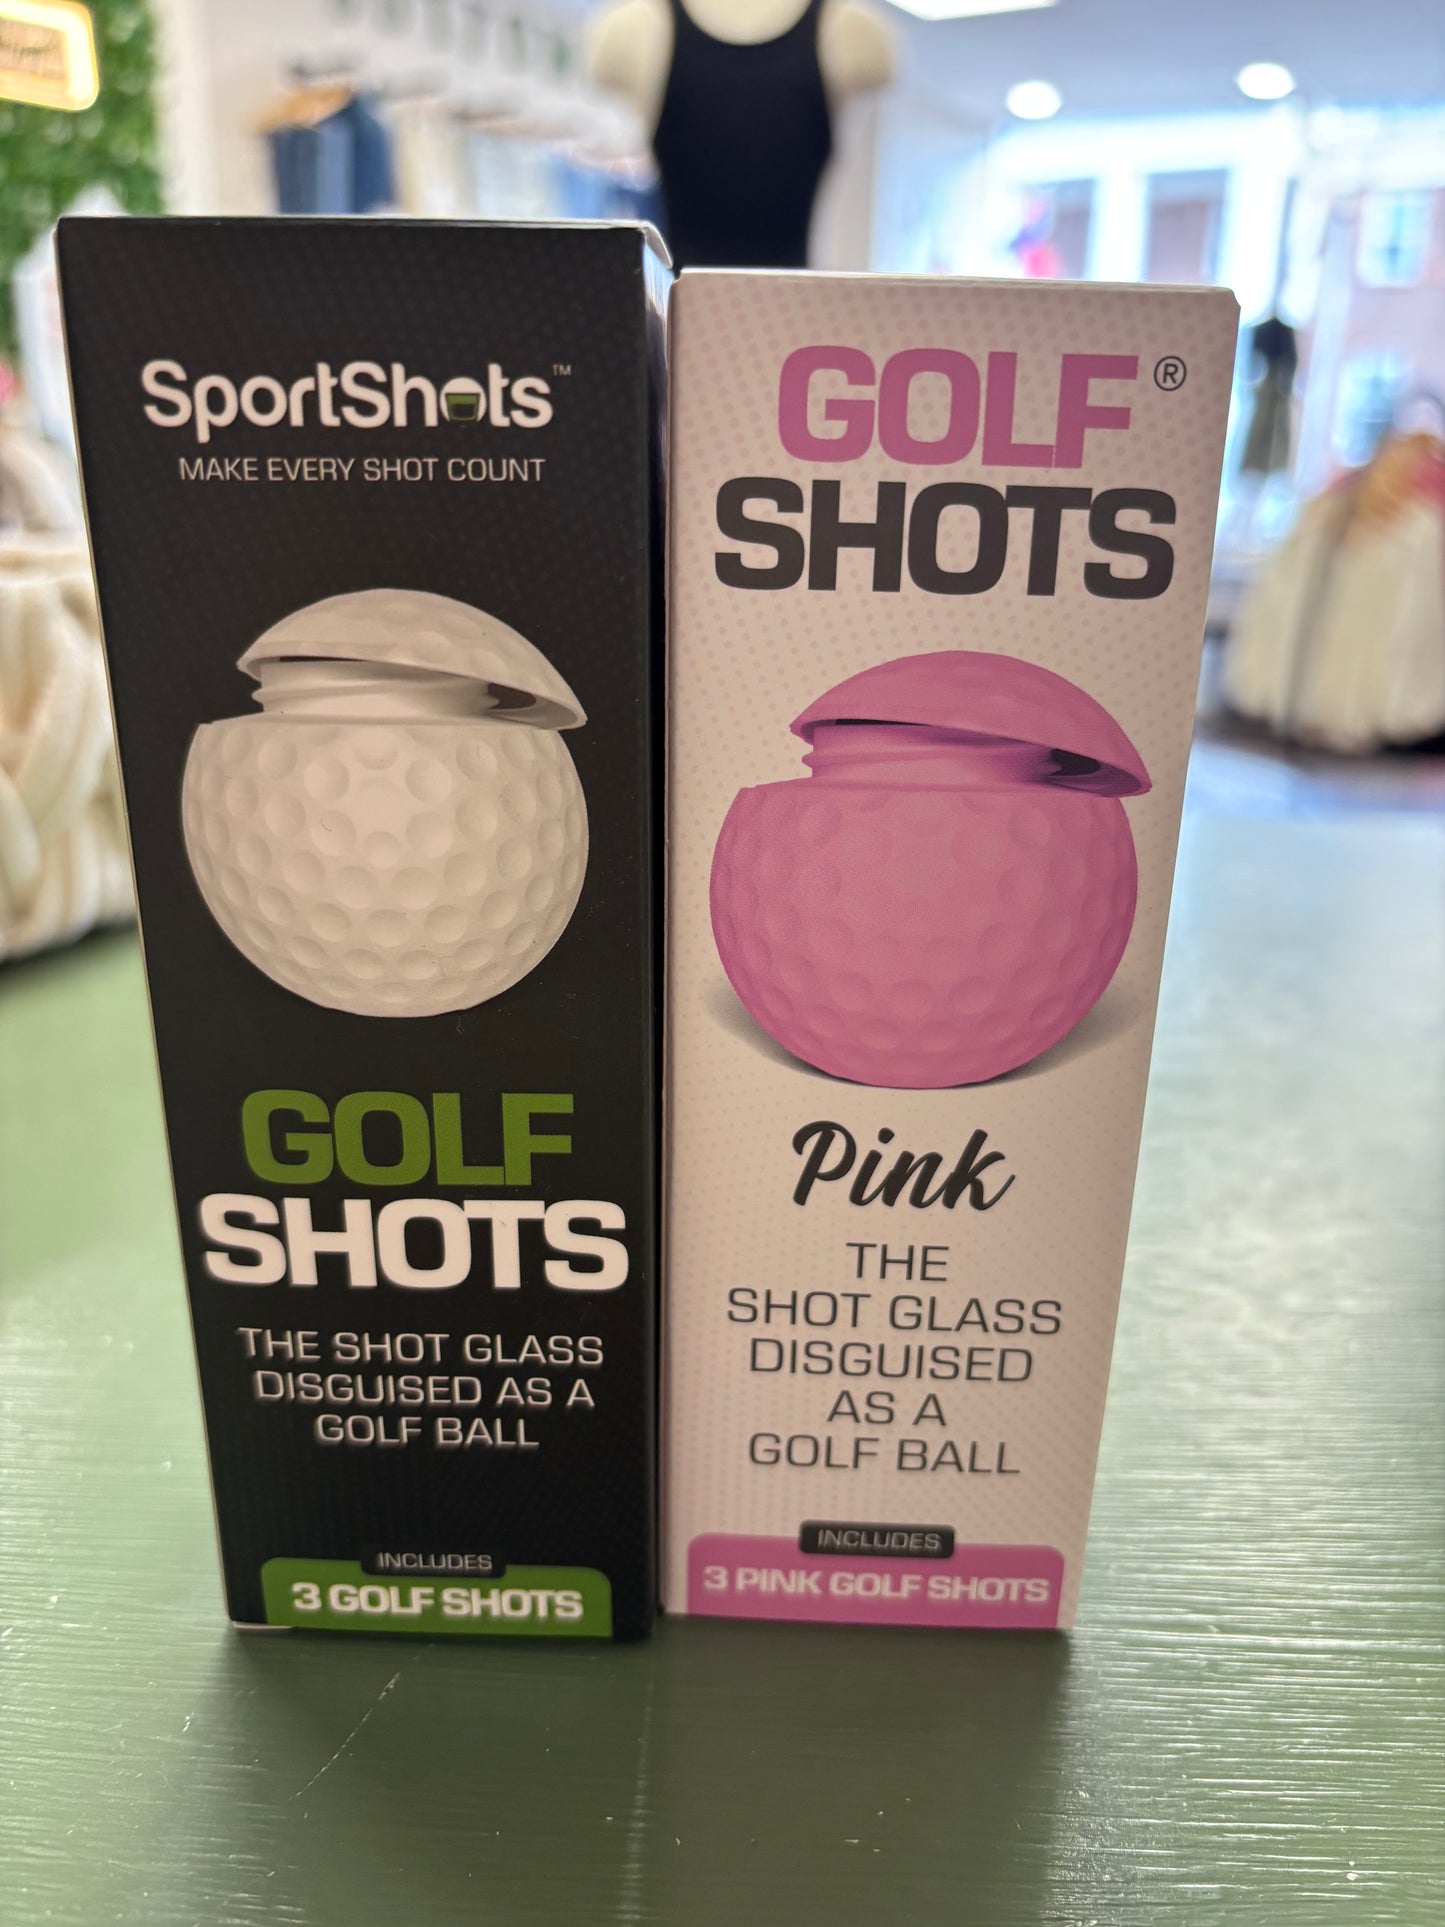 SportShots™
MAKE EVERY SHOT COUNT
GOLF
SHOTS
THE SHOT GLASS
DISGUISED AS A
GOLF BALL
INCLUDES
3 GOLF SHOTS
GOLF®
SHOTS
Pink
THE
SHOT GLASS
DISGUISED
AS A
GOLF BALL
INCLUDES
3 PINK GOLF SHOTS